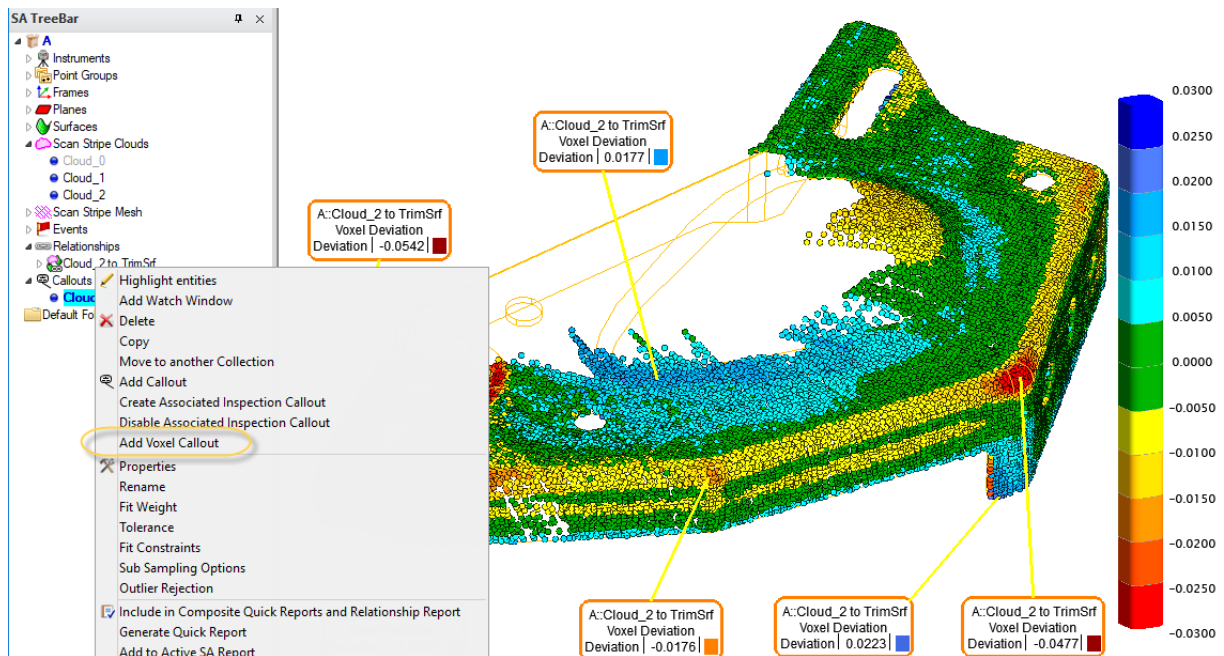 SA TreeBar
A
Instruments
Point Groups
Frames
Planes
Surfaces
Scan Stripe Clouds
Cloud_0
Cloud_1
Cloud_2
Scan Stripe Mesh
Events
Relationships
Cloud_2 to TrimSrf
Callouts
Cloud
Default Fo
Highlight entities
Add Watch Window
Delete
Copy
Move to another Collection
Add Callout
Create Associated Inspection Callout
Disable Associated Inspection Callout
Add Voxel Callout
Properties
Rename
Fit Weight
Tolerance
Fit Constraints
Sub Sampling Options
Outlier Rejection
Include in Composite Quick Reports and Relationship Report
Generate Quick Report
Add to Active SA Report
A::Cloud_2 to TrimSrf
Voxel Deviation
Deviation | 0.0177 |
A::Cloud_2 to TrimSrf
Voxel Deviation
Deviation | -0.0542 |
A::Cloud_2 to TrimSrf
Voxel Deviation
Deviation | -0.0176 |
A::Cloud_2 to TrimSrf
Voxel Deviation
Deviation | 0.0223 |
A::Cloud_2 to TrimSrf
Voxel Deviation
Deviation | -0.0477 |
0.0300
0.0250
0.0200
0.0150
0.0100
0.0050
0.0000
-0.0050
-0.0100
-0.0150
-0.0200
-0.0250
-0.0300